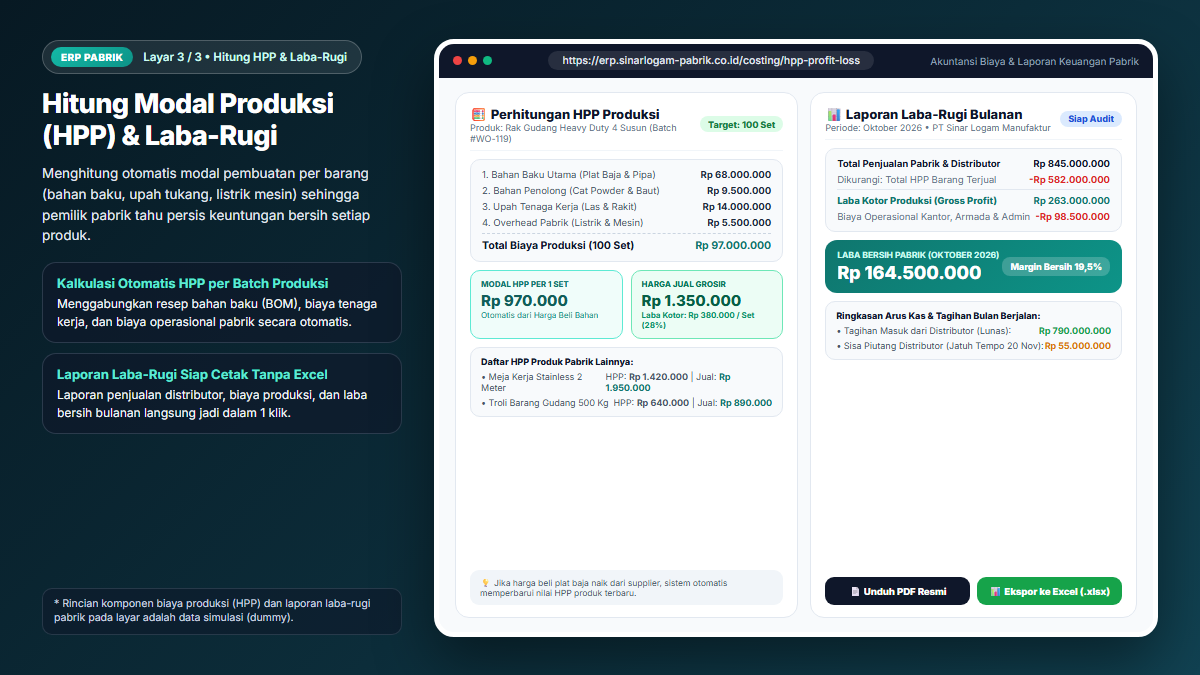 ERP PABRIK
Layar 3 / 3 • Hitung HPP & Laba-Rugi
Hitung Modal Produksi
(HPP) & Laba-Rugi
Menghitung otomatis modal pembuatan per barang
(bahan baku, upah tukang, listrik mesin) sehingga
pemilik pabrik tahu persis keuntungan bersih setiap
produk.
Kalkulasi Otomatis HPP per Batch Produksi
Menggabungkan resep bahan baku (BOM), biaya tenaga
kerja, dan biaya operasional pabrik secara otomatis.
Laporan Laba-Rugi Siap Cetak Tanpa Excel
Laporan penjualan distributor, biaya produksi, dan laba
bersih bulanan langsung jadi dalam 1 klik.
* Rincian komponen biaya produksi (HPP) dan laporan laba-rugi
pabrik pada layar adalah data simulasi (dummy).
https://erp.sinarlogam-pabrik.co.id/costing/hpp-profit-loss
Akuntansi Biaya & Laporan Keuangan Pabrik
Perhitungan HPP Produksi
Produk: Rak Gudang Heavy Duty 4 Susun (Batch
#WO-119)
Target: 100 Set
1. Bahan Baku Utama (Plat Baja & Pipa) Rp 68.000.000
2. Bahan Penolong (Cat Powder & Baut) Rp 9.500.000
3. Upah Tenaga Kerja (Las & Rakit) Rp 14.000.000
4. Overhead Pabrik (Listrik & Mesin) Rp 5.500.000
Total Biaya Produksi (100 Set) Rp 97.000.000
MODAL HPP PER 1 SET
Rp 970.000
Otomatis dari Harga Beli Bahan
HARGA JUAL GROSIR
Rp 1.350.000
Laba Kotor: Rp 380.000 / Set
(28%)
Daftar HPP Produk Pabrik Lainnya:
• Meja Kerja Stainless 2
Meter
HPP: Rp 1.420.000 | Jual: Rp
1.950.000
• Troli Barang Gudang 500 Kg HPP: Rp 640.000 | Jual: Rp 890.000
Jika harga beli plat baja naik dari supplier, sistem otomatis
memperbarui nilai HPP produk terbaru.
Laporan Laba-Rugi Bulanan
Periode: Oktober 2026 • PT Sinar Logam Manufaktur
Siap Audit
Total Penjualan Pabrik & Distributor Rp 845.000.000
Dikurangi: Total HPP Barang Terjual -Rp 582.000.000
Laba Kotor Produksi (Gross Profit) Rp 263.000.000
Biaya Operasional Kantor, Armada & Admin -Rp 98.500.000
LABA BERSIH PABRIK (OKTOBER 2026)
Rp 164.500.000
Margin Bersih 19,5%
Ringkasan Arus Kas & Tagihan Bulan Berjalan:
• Tagihan Masuk dari Distributor (Lunas): Rp 790.000.000
• Sisa Piutang Distributor (Jatuh Tempo 20 Nov): Rp 55.000.000
Unduh PDF Resmi
Ekspor ke Excel (.xlsx)